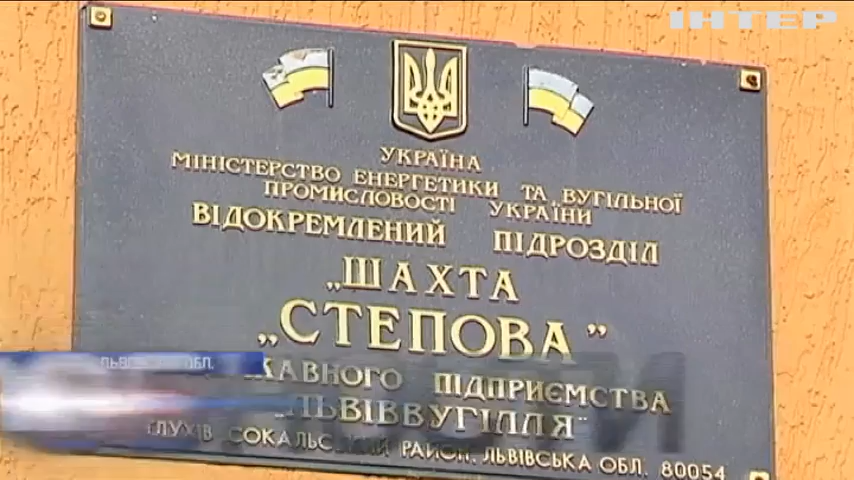 ІНТЕР
УКРАЇНА
МІНІСТЕРСТВО ЕНЕРГЕТИКИ ТА ВУГІЛЬНОЇ
ПРОМИСЛОВОСТІ УКРАЇНИ
ВІДОКРЕМЛЕНИЙ ПІДРОЗДІЛ
„ШАХТА
„СТЕПОВА”
ПІДПРИЄМСТВА
„ЛЬВІВВУГІЛЛЯ”
СОКАЛЬСЬКИЙ РАЙОН, ЛЬВІВСЬКА ОБЛ. 80054